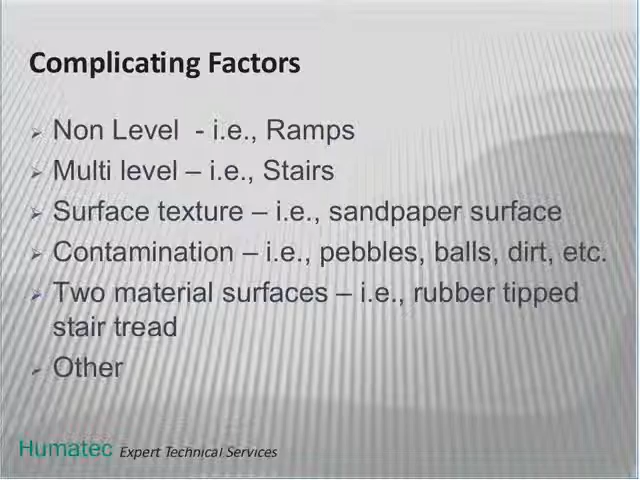 Complicating Factors
Non Level - i.e., Ramps
Multi level – i.e., Stairs
Surface texture – i.e., sandpaper surface
Contamination – i.e., pebbles, balls, dirt, etc.
Two material surfaces – i.e., rubber tipped
stair tread
Other
Humatec Expert Technical Services